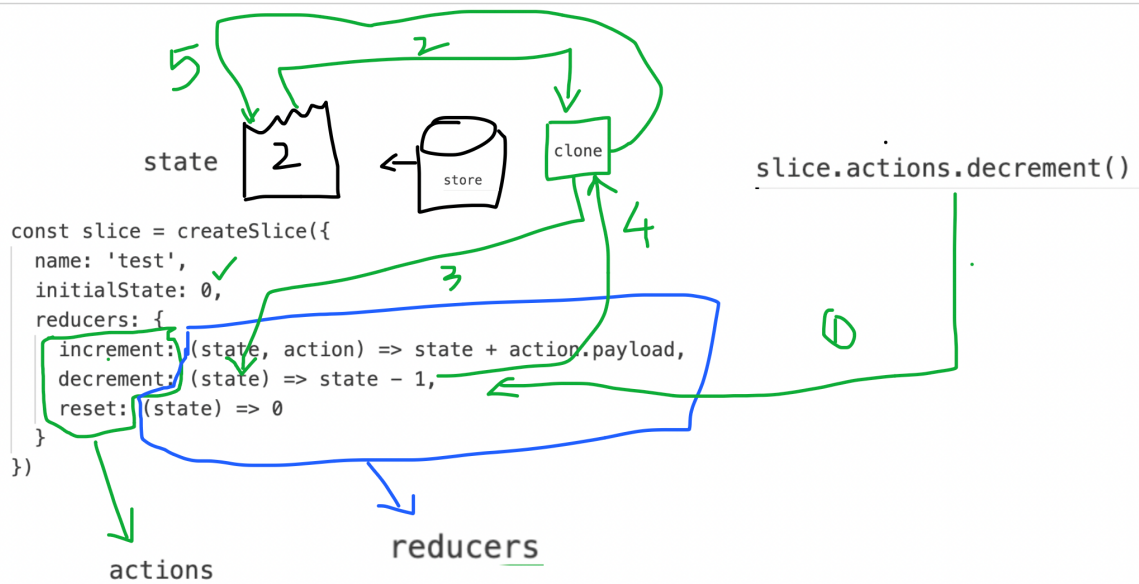 5
2
state
2
store
clone
slice.actions.decrement()
4
const slice = createSlice({
name: 'test',
3
initialState: 0,
reducers: {
1
increment: (state, action) => state + action.payload,
decrement: (state) => state - 1,
reset: (state) => 0
}
})
reducers
actions